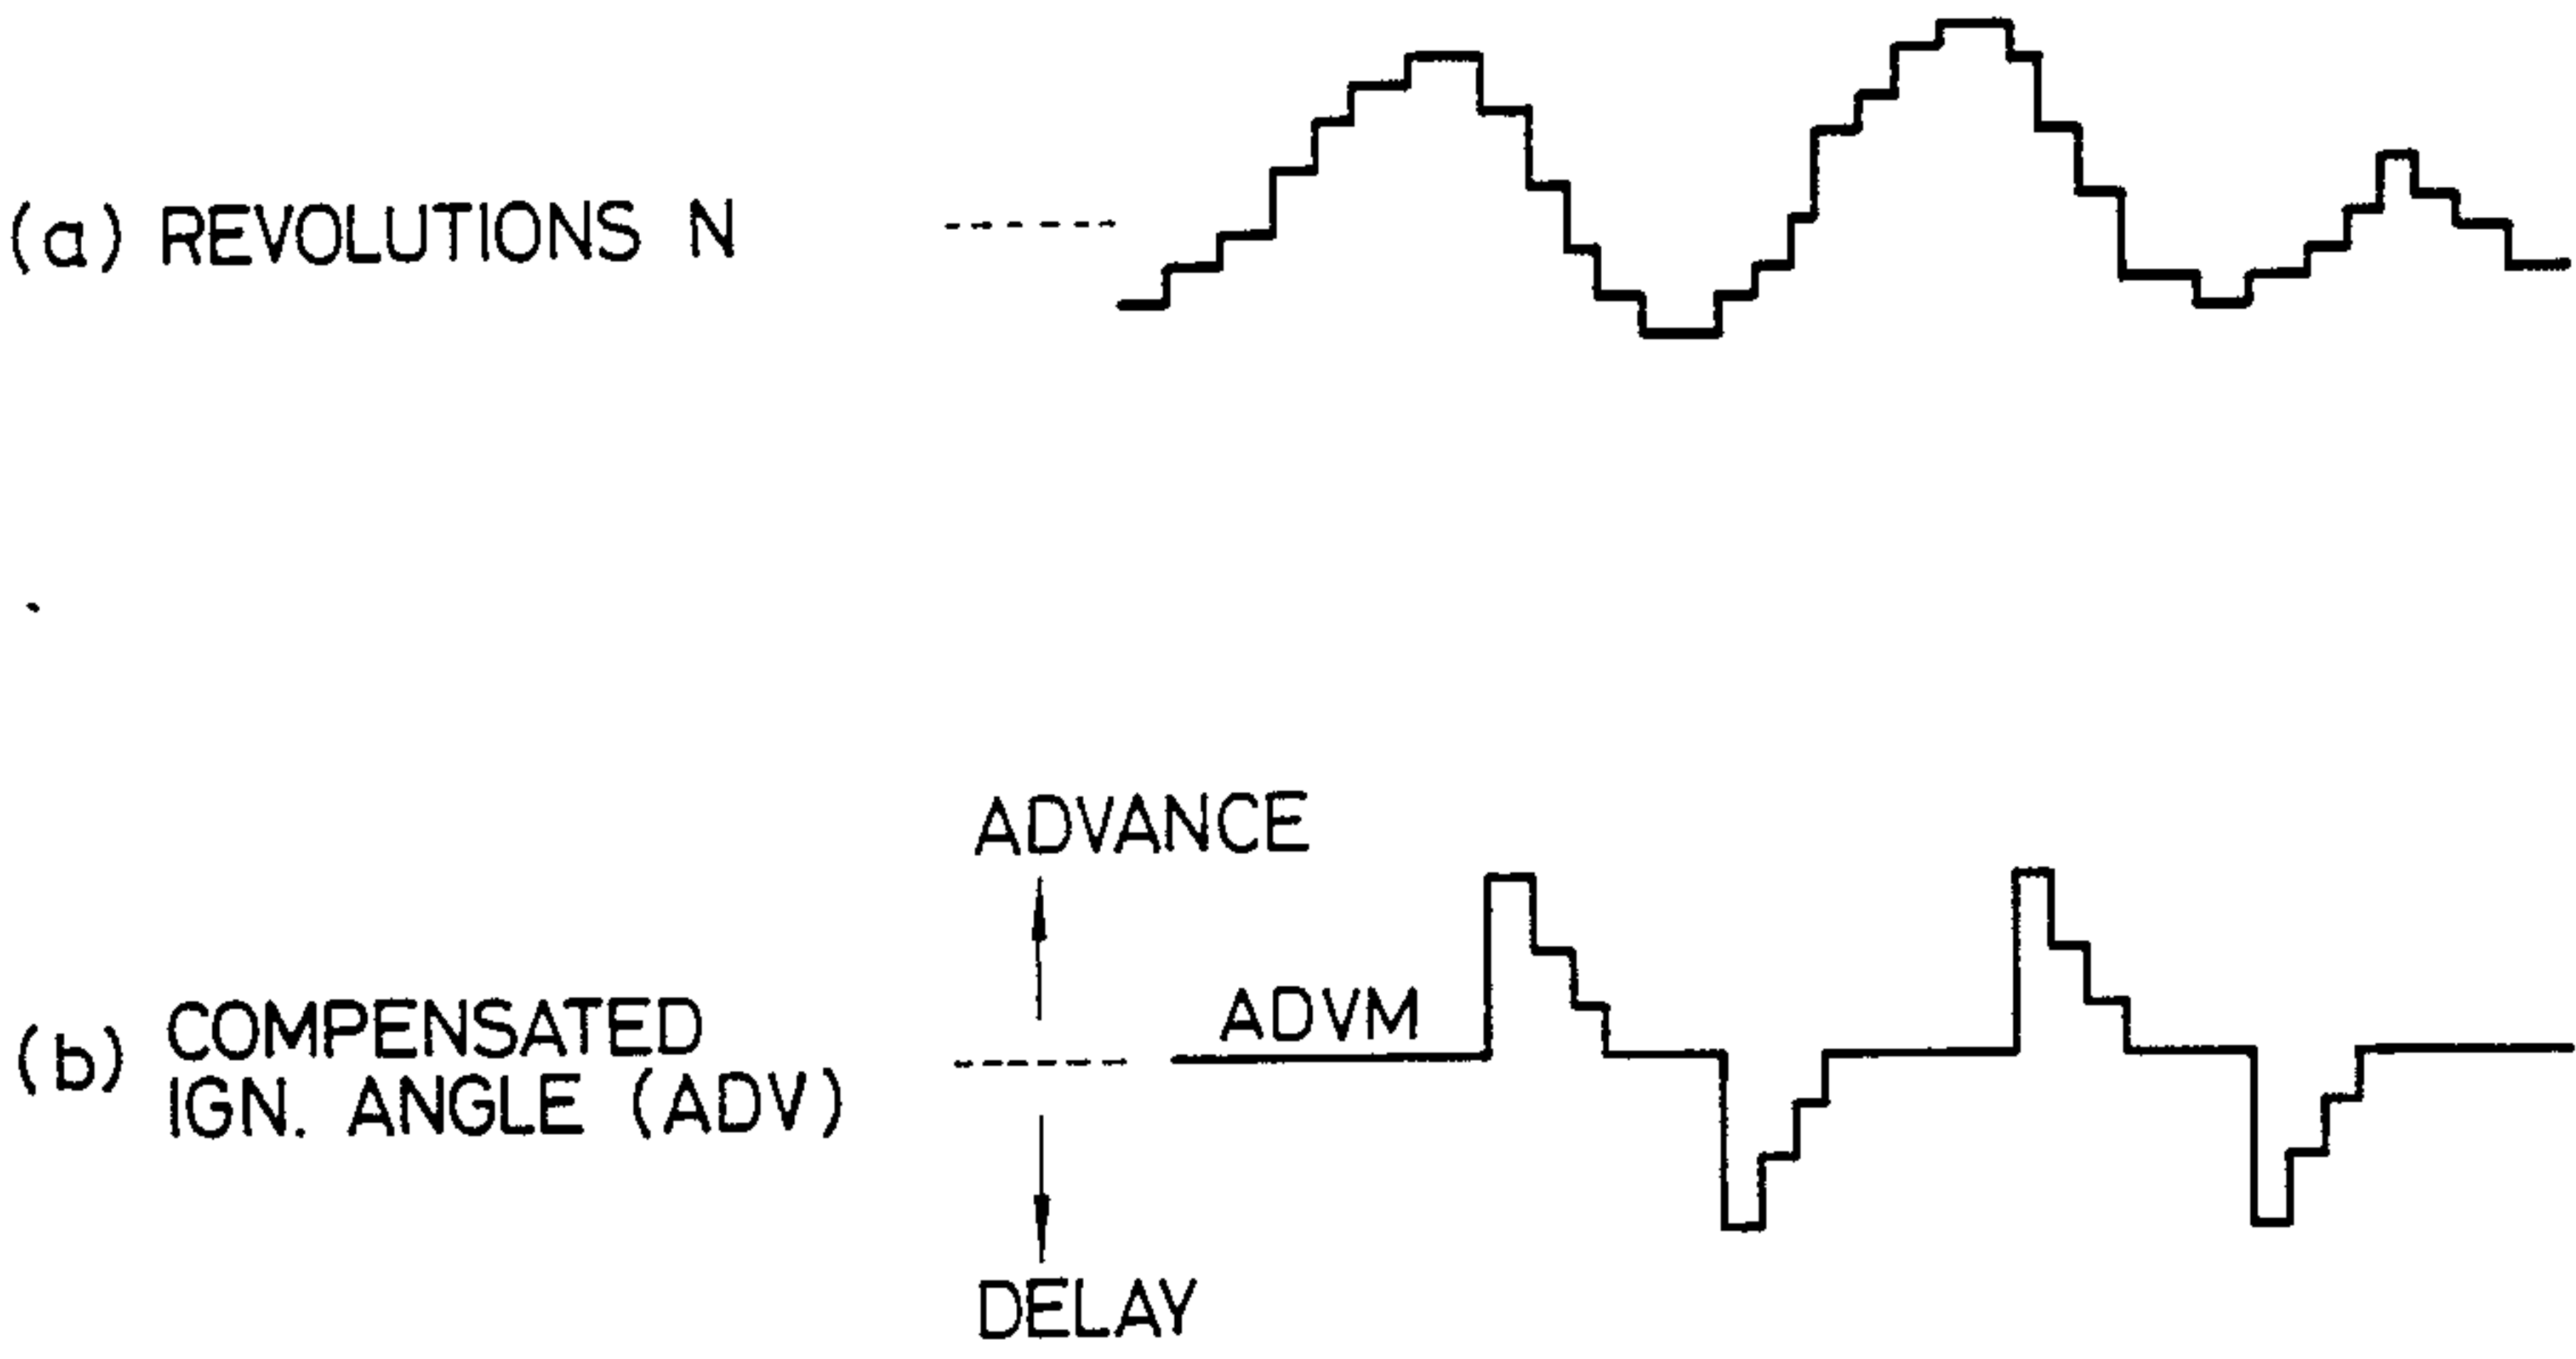 (a) REVOLUTIONS N
ADVANCE
ADVM
(b) COMPENSATED
IGN. ANGLE (ADV)
DELAY